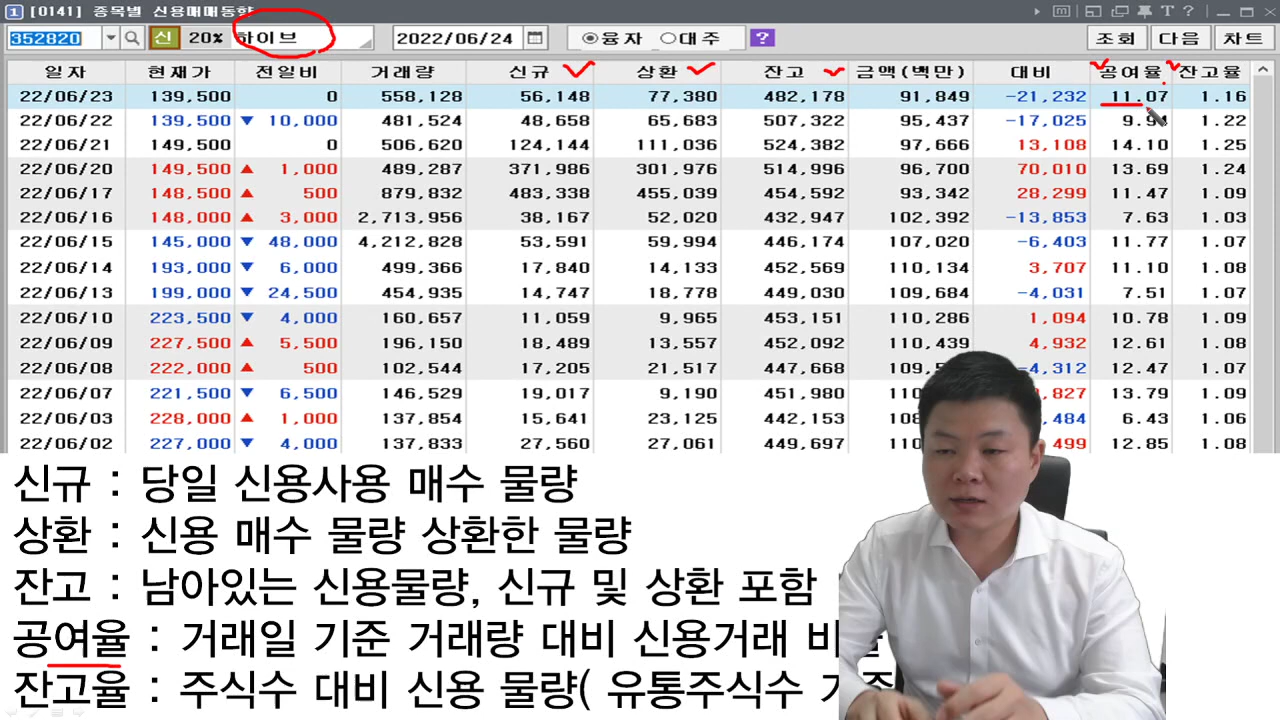 [0141] 종목별 신용매매동향
352820 신 20% 하이브 2022/06/24 융자 대주 ? 조회 다음 차트
일자 현재가 전일비 거래량 신규 상환 잔고 금액(백만) 대비 공여율 잔고율
22/06/23 139,500 0 558,128 56,148 77,380 482,178 91,849 -21,232 11.07 1.16
22/06/22 139,500 ▼ 10,000 481,524 48,658 65,683 507,322 95,437 -17,025 1.22
22/06/21 149,500 0 506,620 124,144 111,036 524,382 97,666 13,108 14.10 1.25
22/06/20 149,500 ▲ 1,000 489,287 371,986 301,976 514,996 96,700 70,010 13.69 1.24
22/06/17 148,500 ▲ 500 879,832 483,338 455,039 454,592 93,342 28,299 11.47 1.09
22/06/16 148,000 ▲ 3,000 2,713,956 38,167 52,020 432,947 102,392 -13,853 7.63 1.03
22/06/15 145,000 ▼ 48,000 4,212,828 53,591 59,994 446,174 107,020 -6,403 11.77 1.07
22/06/14 193,000 ▼ 6,000 499,366 17,840 14,133 452,569 110,134 3,707 11.10 1.08
22/06/13 199,000 ▼ 24,500 454,935 14,747 18,778 449,030 109,684 -4,031 7.51 1.07
22/06/10 223,500 ▼ 4,000 160,657 11,059 9,965 453,151 110,286 1,094 10.78 1.09
22/06/09 227,500 ▲ 5,500 196,150 18,489 13,557 452,092 110,439 4,932 12.61 1.08
22/06/08 222,000 ▲ 500 102,544 17,205 21,517 447,668 -4,312 12.47 1.07
22/06/07 221,500 ▼ 6,500 146,529 19,017 9,190 451,980 13.79 1.09
22/06/03 228,000 ▲ 1,000 137,854 15,641 23,125 442,153 6.43 1.06
22/06/02 227,000 ▼ 4,000 137,833 27,560 27,061 449,697 499 12.85 1.08
신규 : 당일 신용사용 매수 물량
상환 : 신용 매수 물량 상환한 물량
잔고 : 남아있는 신용물량, 신규 및 상환 포함
공여율 : 거래일 기준 거래량 대비 신용거래
잔고율 : 주식수 대비 신용 물량( 유통주식수